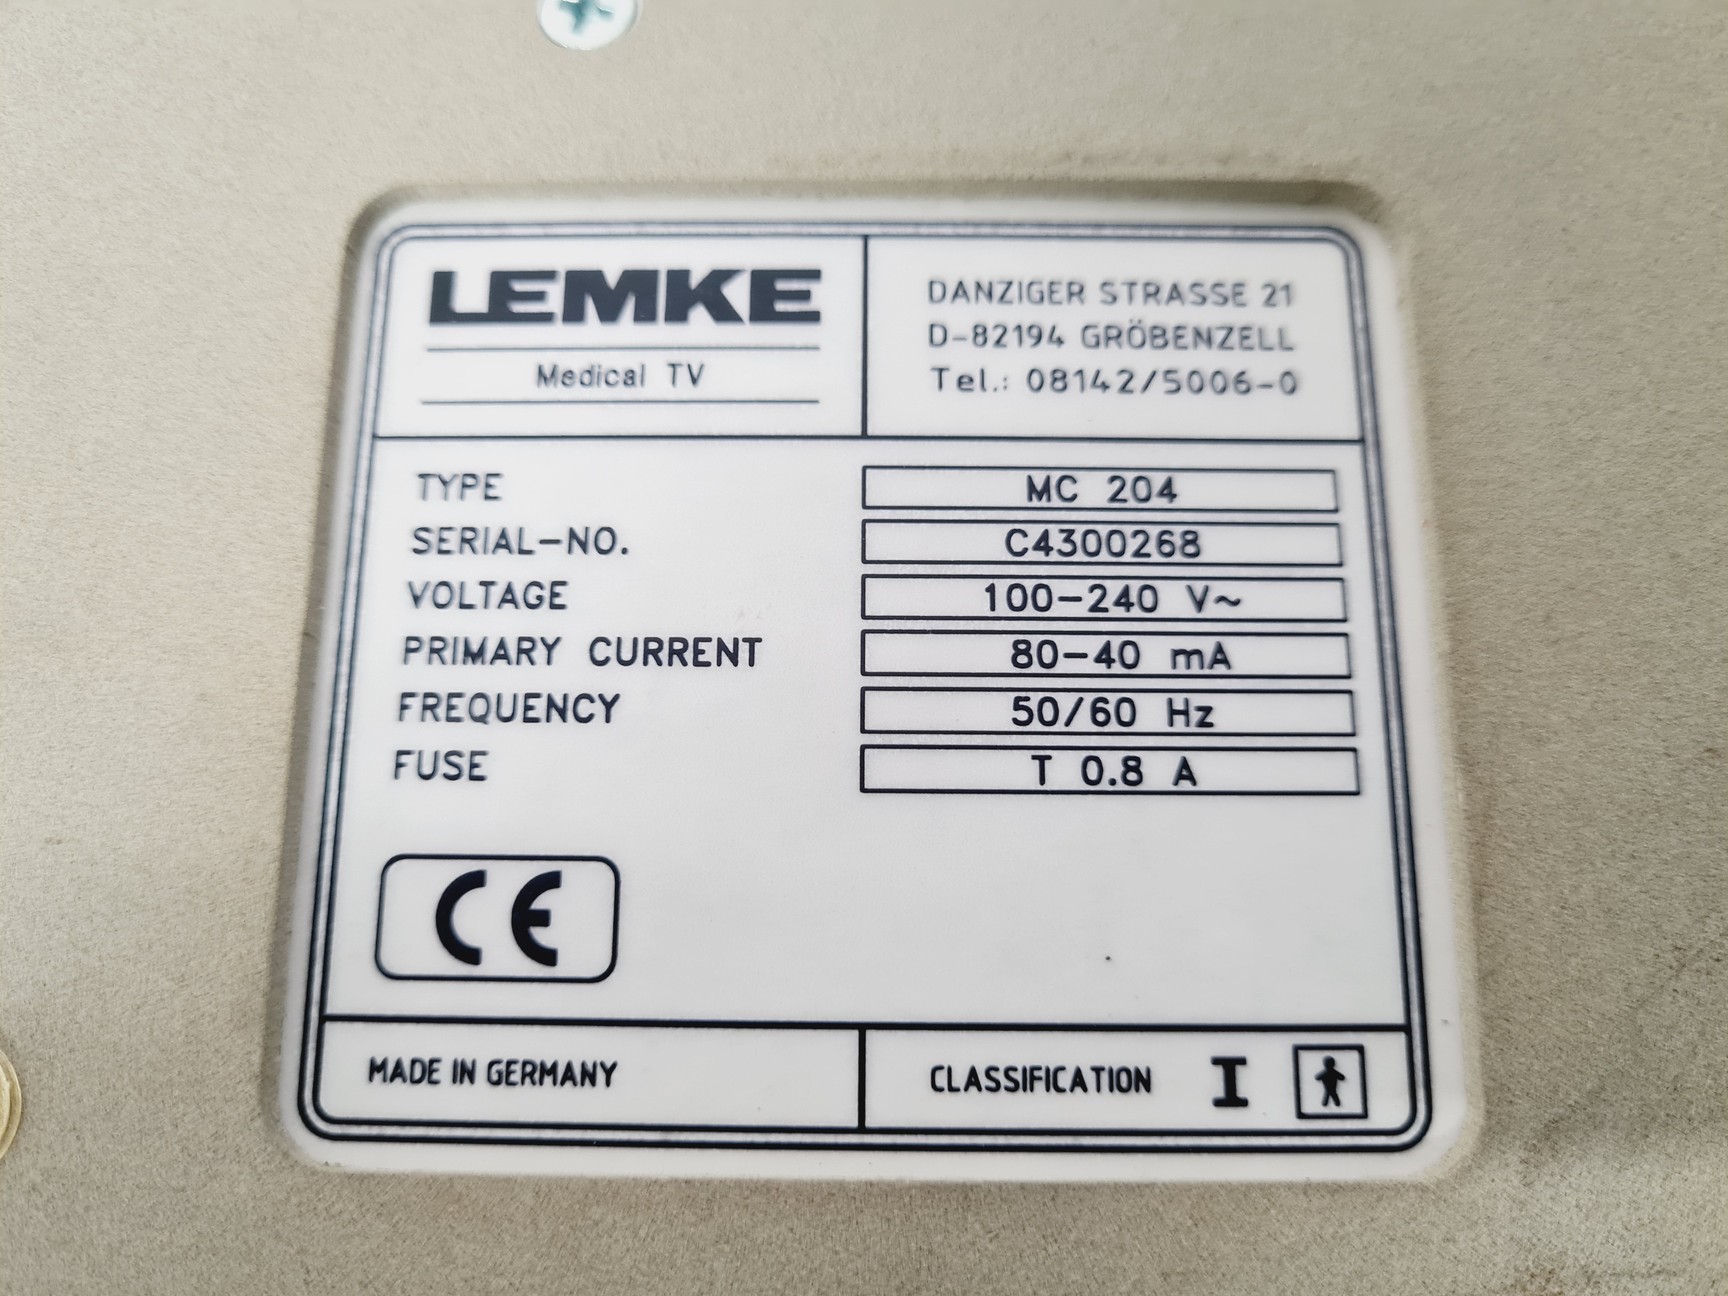 LEMKE
Medical TV
DANZIGER STRASSE 21
D-82194 GRÖBENZELL
Tel.: 08142/5006-0
TYPE MC 204
SERIAL-NO. C4300268
VOLTAGE 100-240 V~
PRIMARY CURRENT 80-40 mA
FREQUENCY 50/60 Hz
FUSE T 0.8 A
CE
MADE IN GERMANY
CLASSIFICATION I